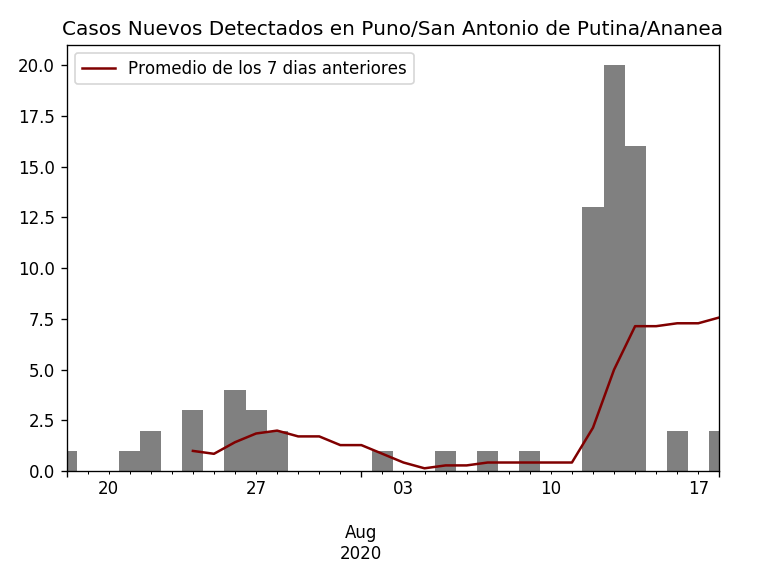 Casos Nuevos Detectados en Puno/San Antonio de Putina/Ananea
Promedio de los 7 dias anteriores
20.0
17.5
15.0
12.5
10.0
7.5
5.0
2.5
0.0
20 27 03 10 17
Aug
2020